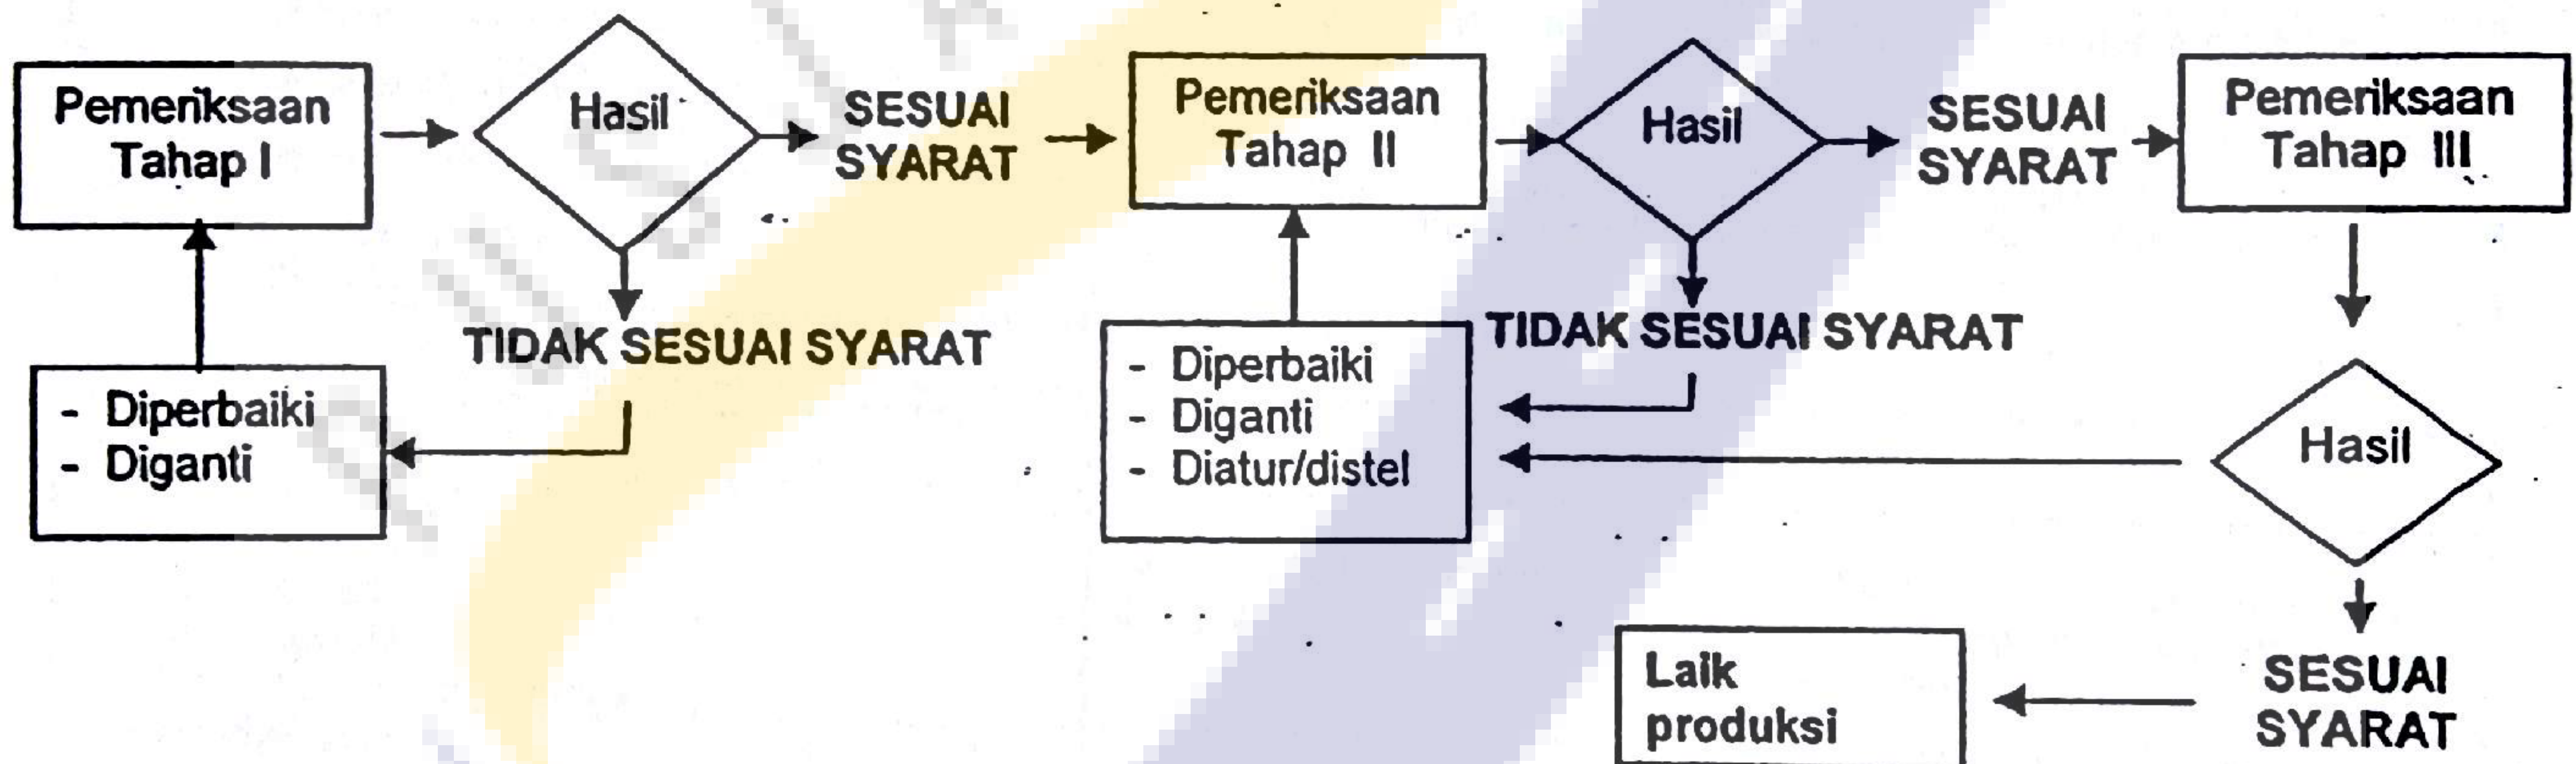 Pemeriksaan
Tahap I
Hasil
SESUAI
SYARAT
Pemeriksaan
Tahap II
Hasil
SESUAI
SYARAT
Pemeriksaan
Tahap III
TIDAK SESUAI SYARAT
- Diperbaiki
- Diganti
TIDAK SESUAI SYARAT
- Diperbaiki
- Diganti
- Diatur/distel
Hasil
SESUAI
SYARAT
Laik
produksi